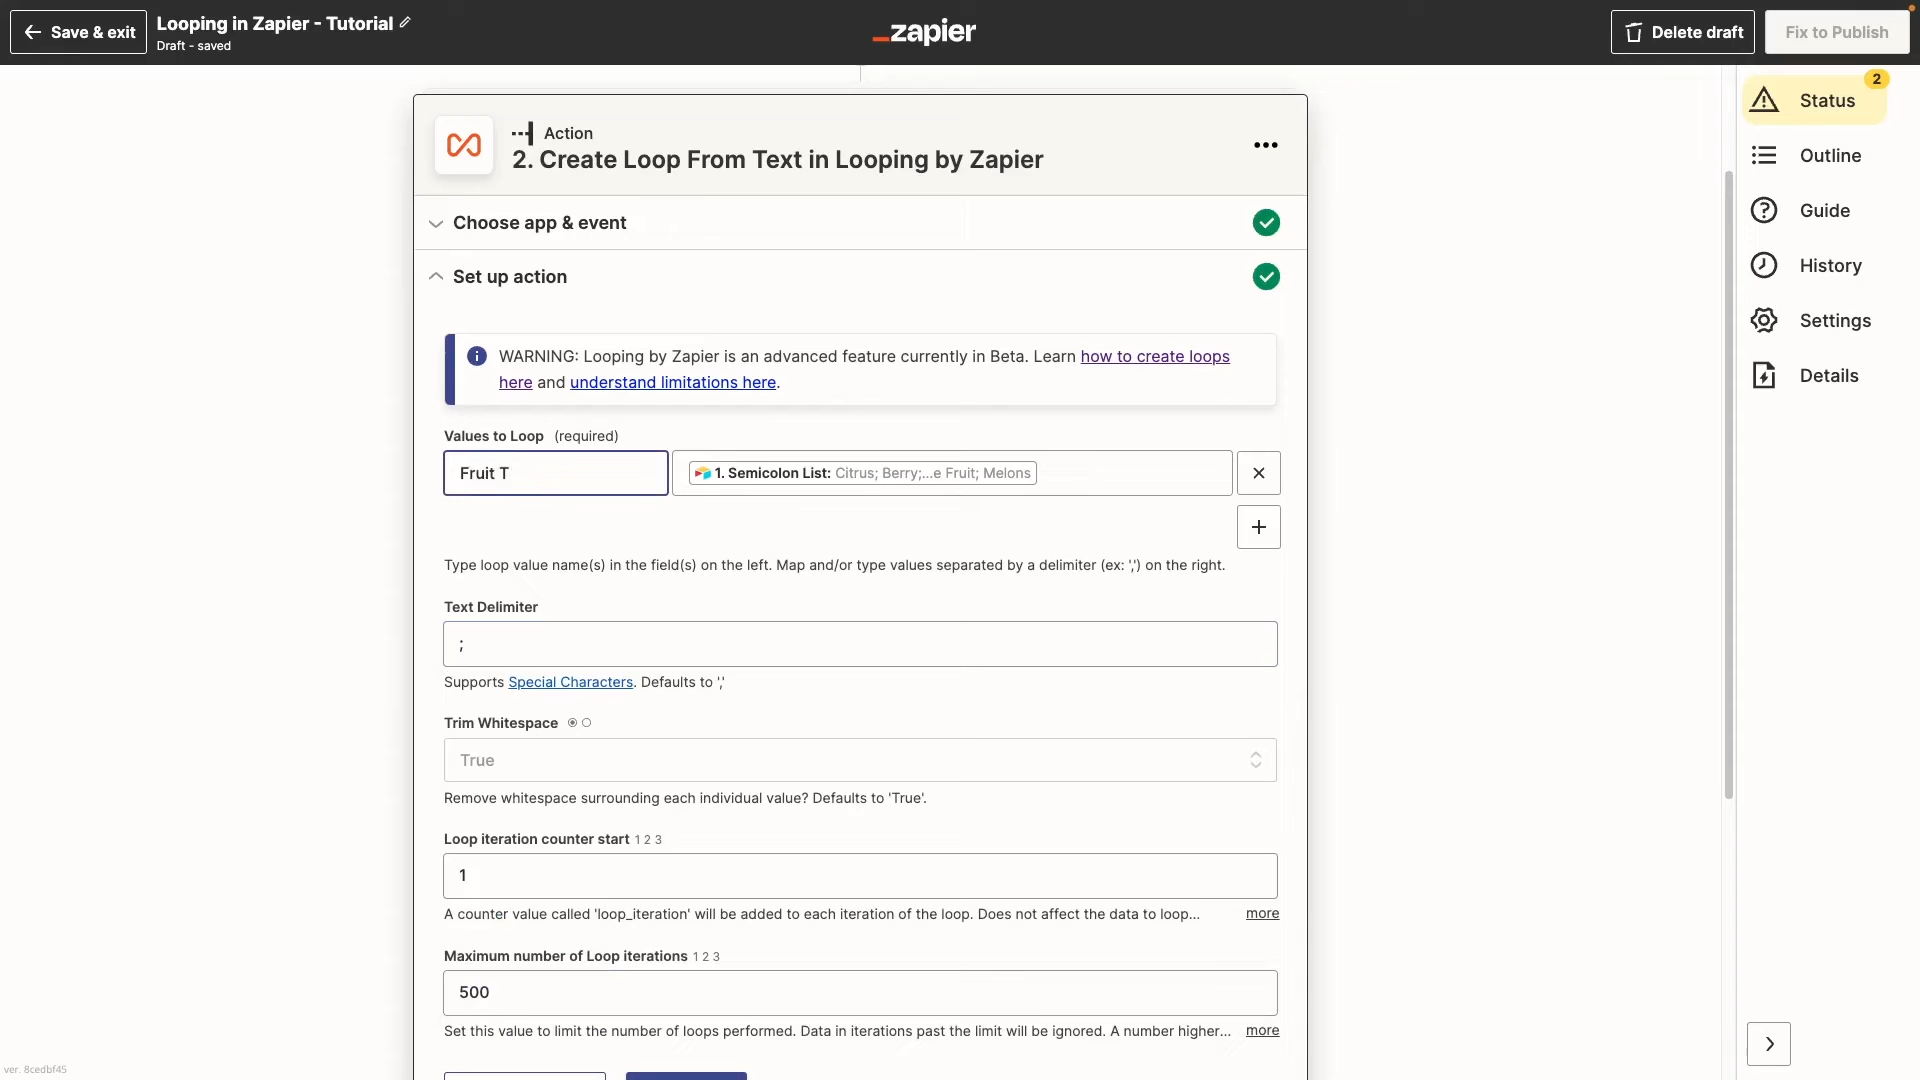 Save & exit
Looping in Zapier - Tutorial
Draft - saved
_zapier
Delete draft
Fix to Publish
2
Status
Outline
Guide
History
Settings
Details
Action
2. Create Loop From Text in Looping by Zapier
Choose app & event
Set up action
WARNING: Looping by Zapier is an advanced feature currently in Beta. Learn how to create loops
here and understand limitations here.
Values to Loop (required)
Fruit T
1. Semicolon List: Citrus; Berry;...e Fruit; Melons
Type loop value name(s) in the field(s) on the left. Map and/or type values separated by a delimiter (ex: ',') on the right.
Text Delimiter
;
Supports Special Characters. Defaults to ','
Trim Whitespace
True
Remove whitespace surrounding each individual value? Defaults to 'True'.
Loop iteration counter start 1 2 3
1
A counter value called 'loop_iteration' will be added to each iteration of the loop. Does not affect the data to loop... more
Maximum number of Loop iterations 1 2 3
500
Set this value to limit the number of loops performed. Data in iterations past the limit will be ignored. A number higher... more
ver. 8cedbf45